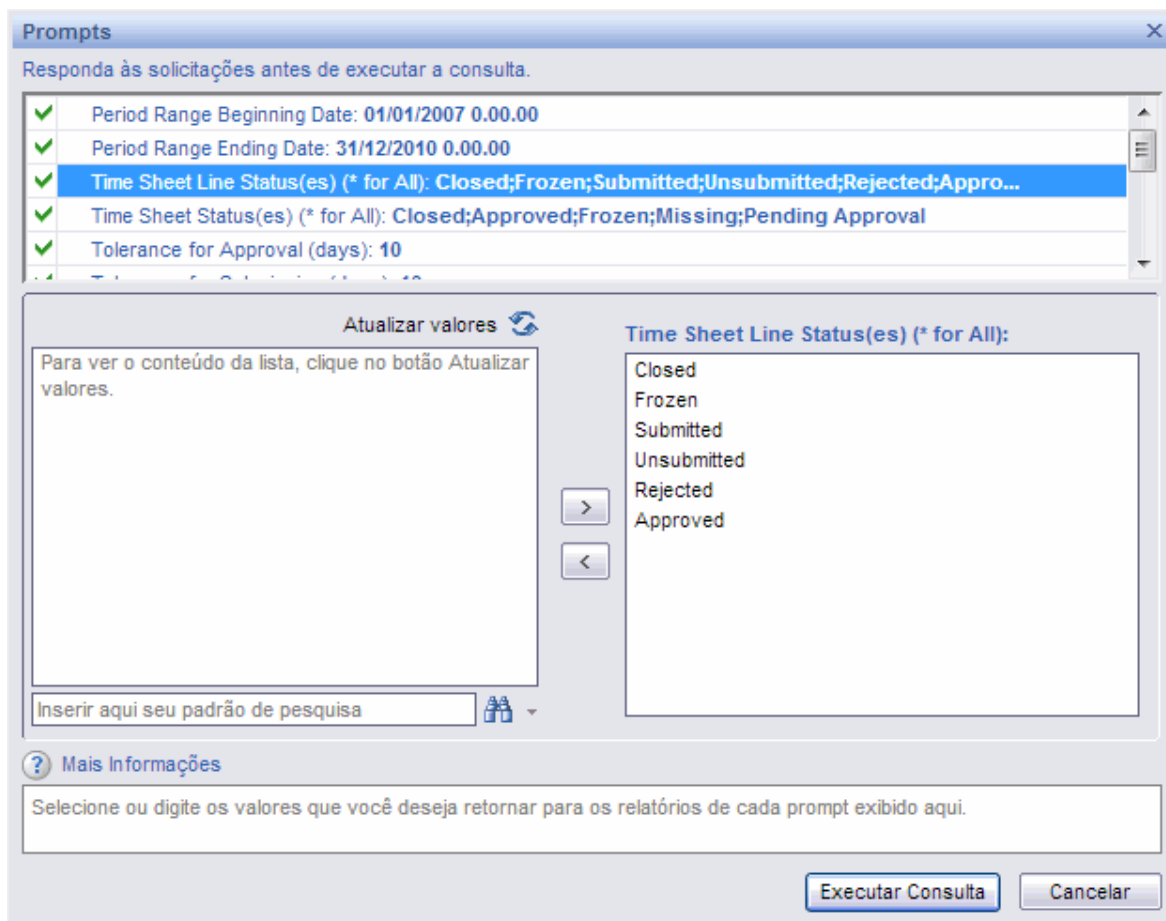 Prompts
Responda às solicitações antes de executar a consulta.
Period Range Beginning Date: 01/01/2007 0.00.00
Period Range Ending Date: 31/12/2010 0.00.00
Time Sheet Line Status(es) (* for All): Closed;Frozen;Submitted;Unsubmitted;Rejected;Appro...
Time Sheet Status(es) (* for All): Closed;Approved;Frozen;Missing;Pending Approval
Tolerance for Approval (days): 10
Atualizar valores
Para ver o conteúdo da lista, clique no botão Atualizar
valores.
Inserir aqui seu padrão de pesquisa
>
<
Time Sheet Line Status(es) (* for All):
Closed
Frozen
Submitted
Unsubmitted
Rejected
Approved
? Mais Informações
Selecione ou digite os valores que você deseja retornar para os relatórios de cada prompt exibido aqui.
Executar Consulta
Cancelar